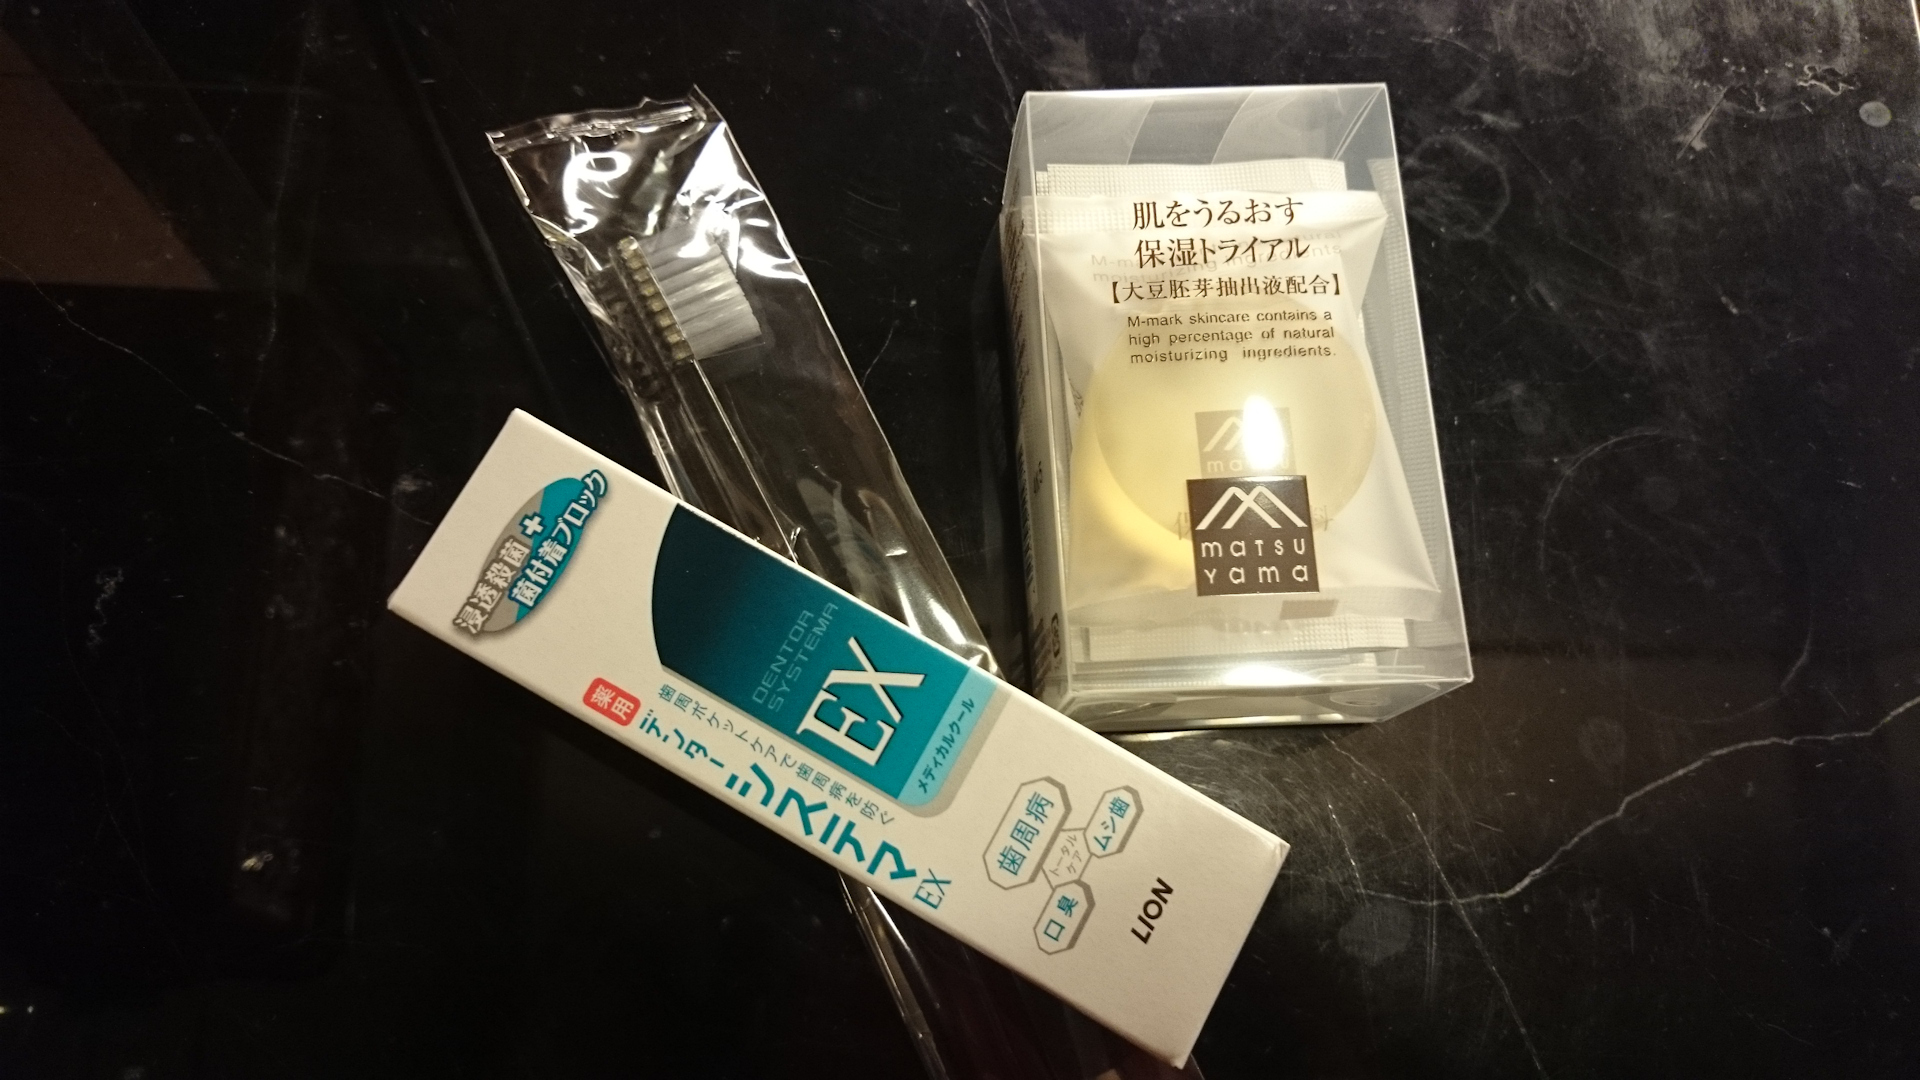 肌をうるおす
保湿トライアル
【大豆胚芽抽出液配合】
M-mark skincare contains a
high percentage of natural
moisturizing ingredients.
matsu
yama
浸透殺菌
+
菌付着ブロック
DENTOR
SYSTEMA
EX
メディカルクール
歯周ポケットケアで歯周病を防ぐ
薬用
デンターシステマEX
歯周病
ムシ歯
トータル
ケア
口臭
LION